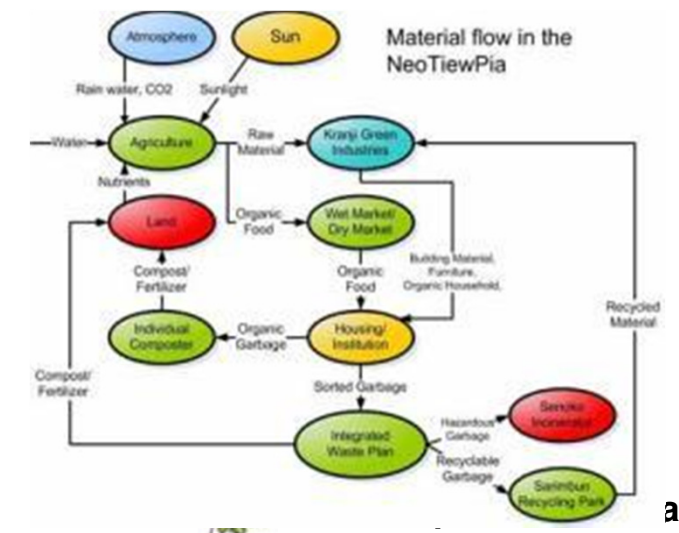 Atmosphere
Sun
Material flow in the
NeoTiewPia
Rain water, CO2
Sunlight
Water
Agriculture
Raw
Material
Kranji Green
Industries
Nutrients
Land
Organic
Food
Wet Market/
Dry Market
Compost/
Fertilizer
Organic
Food
Building Material,
Furniture,
Organic Household,
Recycled
Material
Individual
Composter
Organic
Garbage
Housing/
Institution
Compost/
Fertilizer
Sorted Garbage
Integrated
Waste Plan
Hazardous
Garbage
Senoko
Incinerator
Recyclable
Garbage
Sarimbun
Recycling Park
a